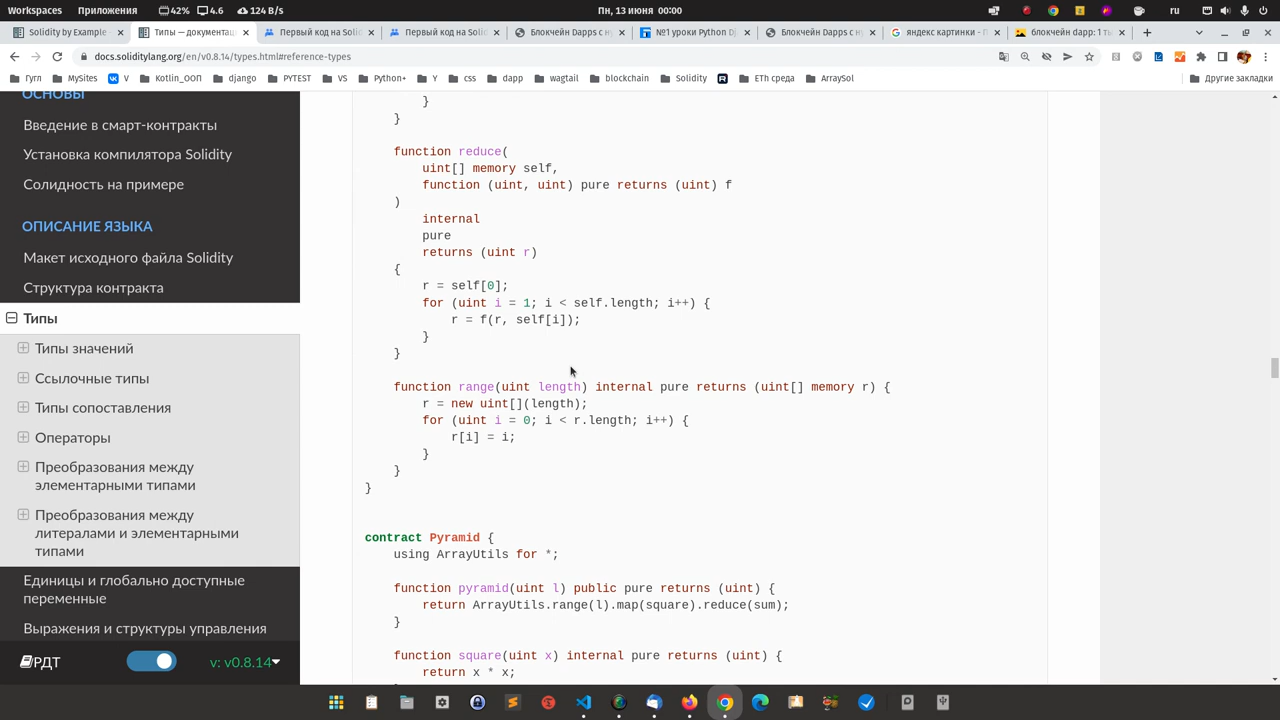 Workspaces Приложения 42% 4.6 124 B/s Пн, 13 июня 00:00 ru
Solidity by Example Типы — документац Первый код на Soli Первый код на Soli Блокчейн Dapps с ну №1 уроки Python Dj Блокчейн Dapps с ну яндекс картинки - П блокчейн dapp: 1 ты
docs.soliditylang.org/en/v0.8.14/types.html#reference-types
Гугл MySites V Kotlin_ООП django PYTEST VS Python+ Y css dapp wagtail blockchain Solidity ETh среда ArraySol Другие закладки
ОСНОВЫ
Введение в смарт-контракты
Установка компилятора Solidity
Солидность на примере
ОПИСАНИЕ ЯЗЫКА
Макет исходного файла Solidity
Структура контракта
Типы
Типы значений
Ссылочные типы
Типы сопоставления
Операторы
Преобразования между
элементарными типами
Преобразования между
литералами и элементарными
типами
Единицы и глобально доступные
переменные
Выражения и структуры управления
РДТ v: v0.8.14
}
}
function reduce(
uint[] memory self,
function (uint, uint) pure returns (uint) f
)
internal
pure
returns (uint r)
{
r = self[0];
for (uint i = 1; i < self.length; i++) {
r = f(r, self[i]);
}
}
function range(uint length) internal pure returns (uint[] memory r) {
r = new uint[](length);
for (uint i = 0; i < r.length; i++) {
r[i] = i;
}
}
}
contract Pyramid {
using ArrayUtils for *;
function pyramid(uint l) public pure returns (uint) {
return ArrayUtils.range(l).map(square).reduce(sum);
}
function square(uint x) internal pure returns (uint) {
return x * x;